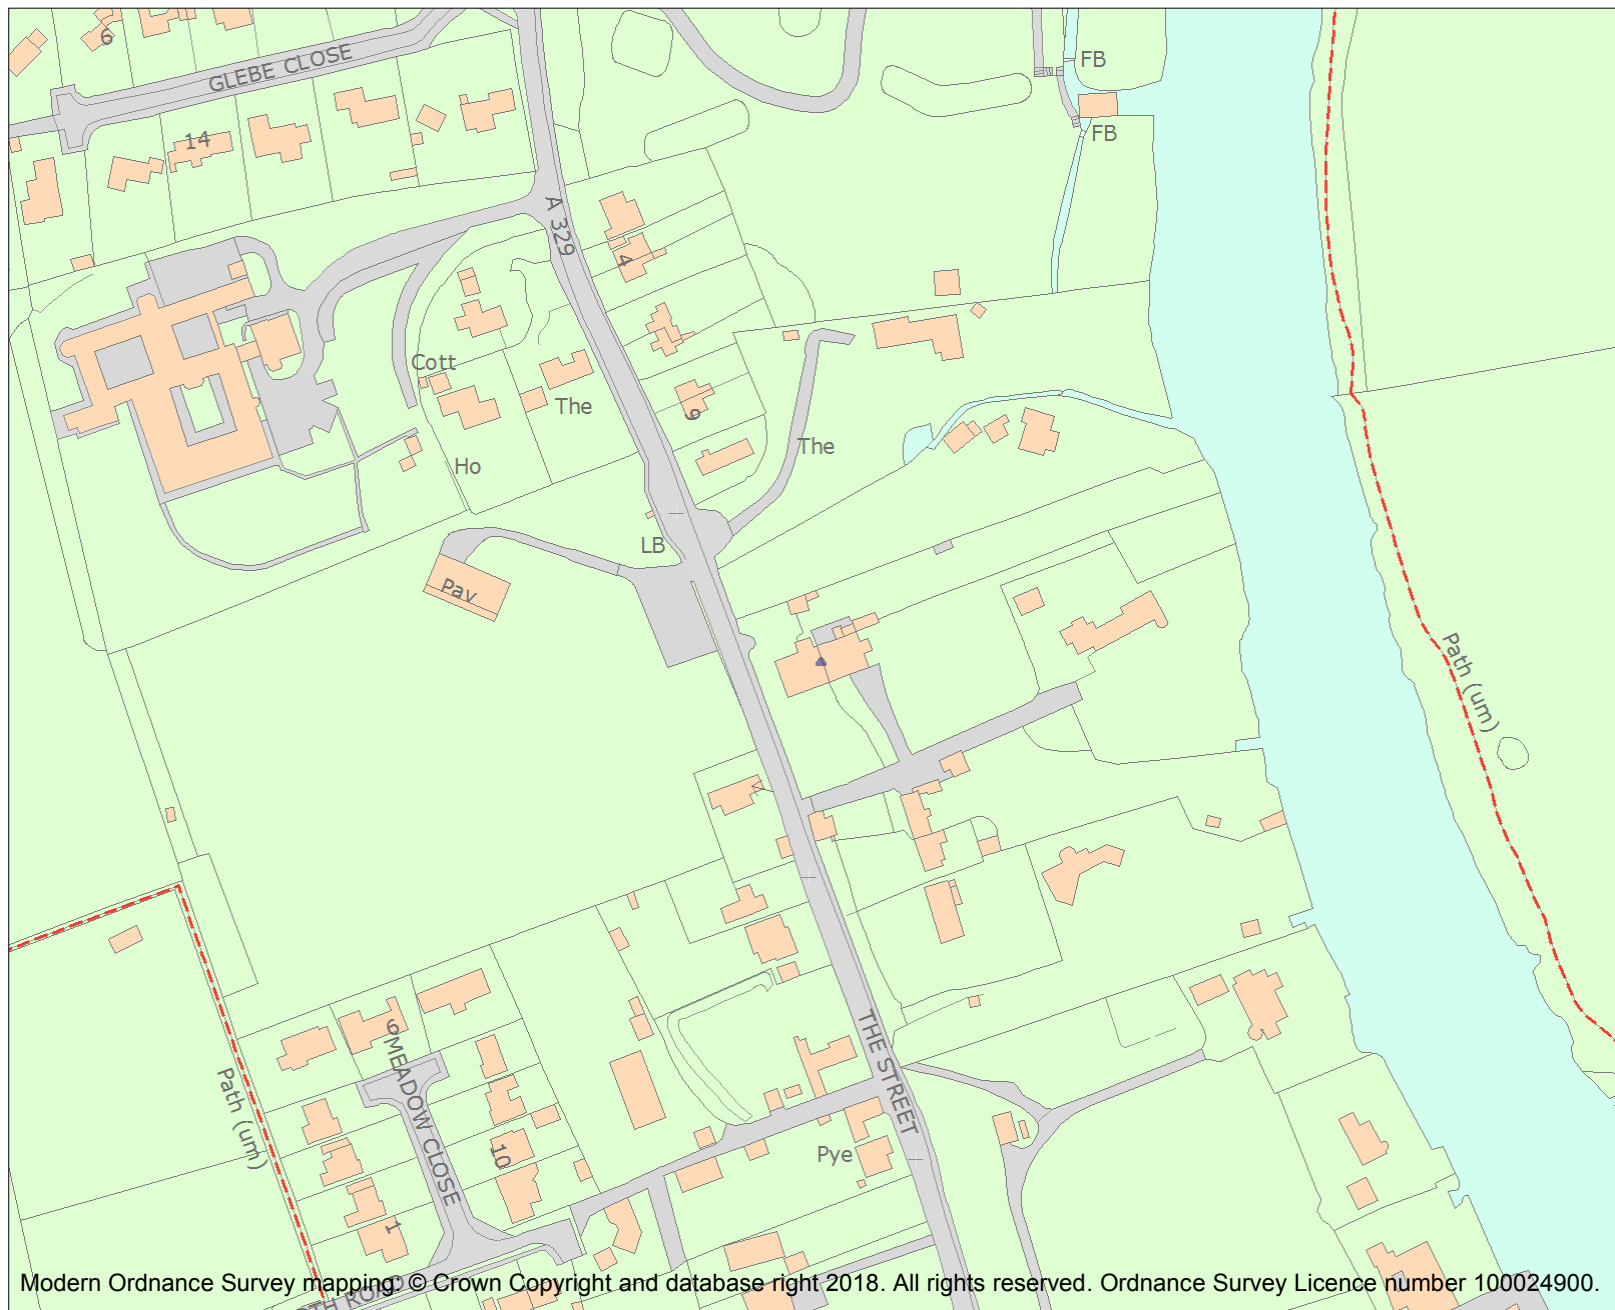 6
GLEBE CLOSE
FB
FB
14
A 329
4
Cott
The
9
The
Ho
LB
Pav
Path (um)
THE STREET
9
MEADOW CLOSE
Path (um)
10
Pye
1
Modern Ordnance Survey mapping: © Crown Copyright and database right 2018. All rights reserved. Ordnance Survey Licence number 100024900.